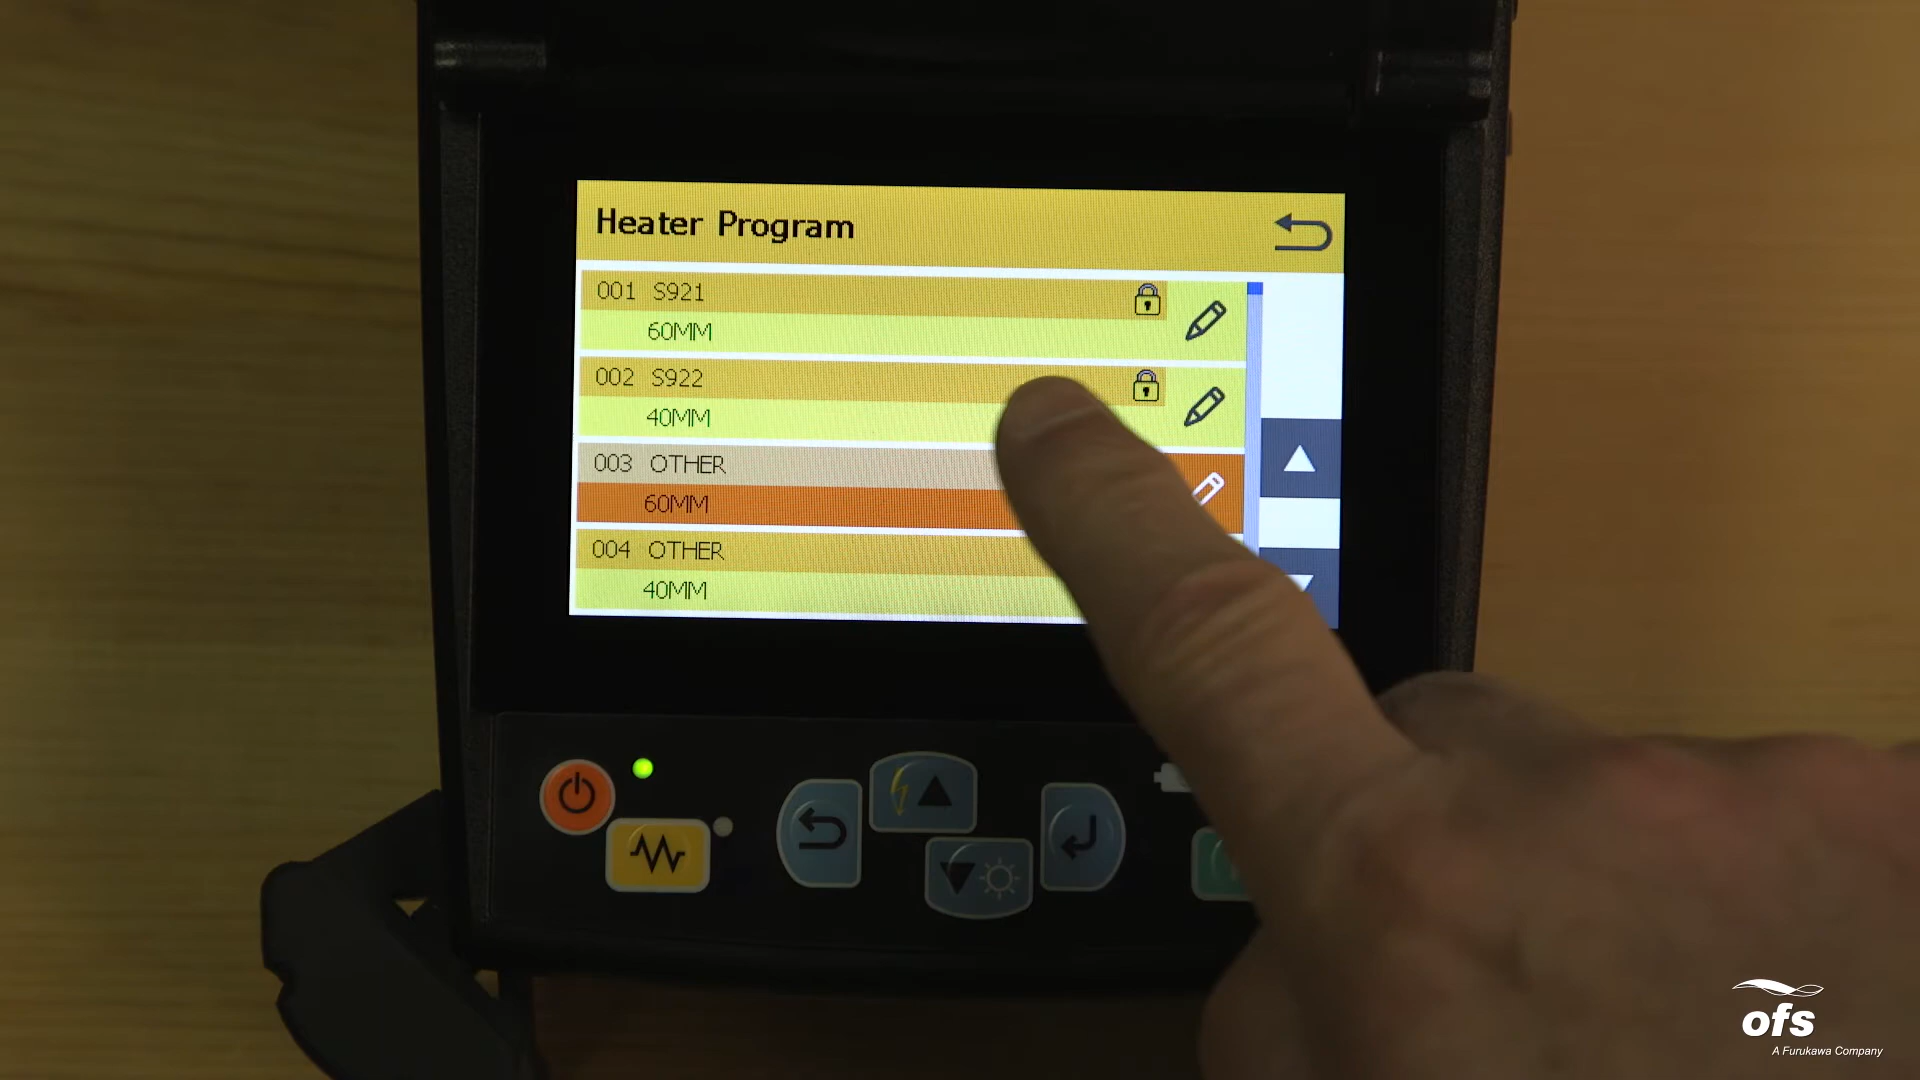 Heater Program
001 S921
60MM
002 S922
40MM
003 OTHER
60MM
004 OTHER
40MM
ofs
A Furukawa Company